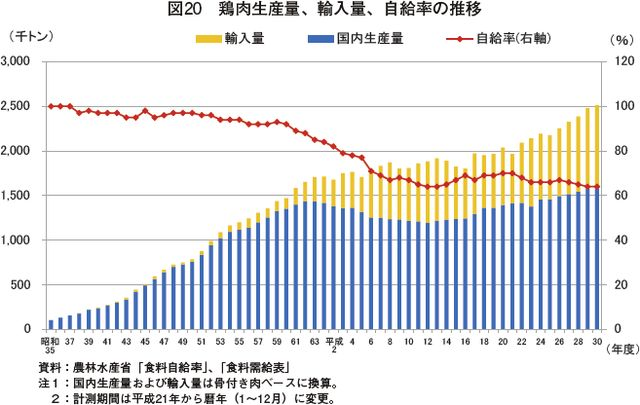 図20　鶏肉生産量、輸入量、自給率の推移
(千トン)
輸入量 国内生産量 自給率(右軸)
(%)
3,000 120
2,500 100
2,000 80
1,500 60
1,000 40
500 20
0 0
昭和35 37 39 41 43 45 47 49 51 53 55 57 59 61 63 平成2 4 6 8 10 12 14 16 18 20 22 24 26 28 30 (年度)
資料：農林水産省「食料自給率」、「食料需給表」
注１：国内生産量および輸入量は骨付き肉ベースに換算。
２：計測期間は平成21年から暦年（1〜12月）に変更。